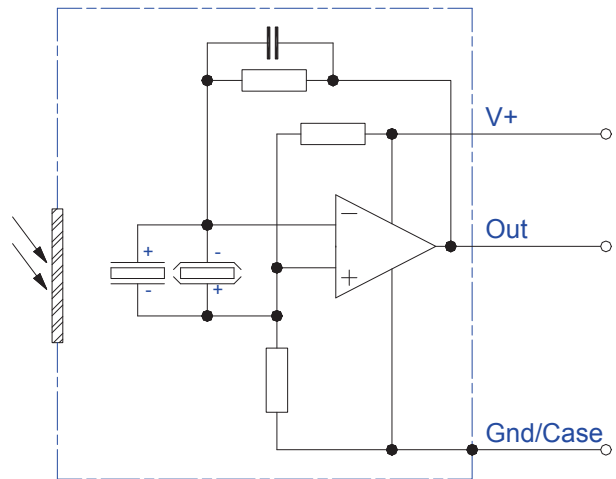 V+
Out
Gnd/Case
+
-
-
+
−
+